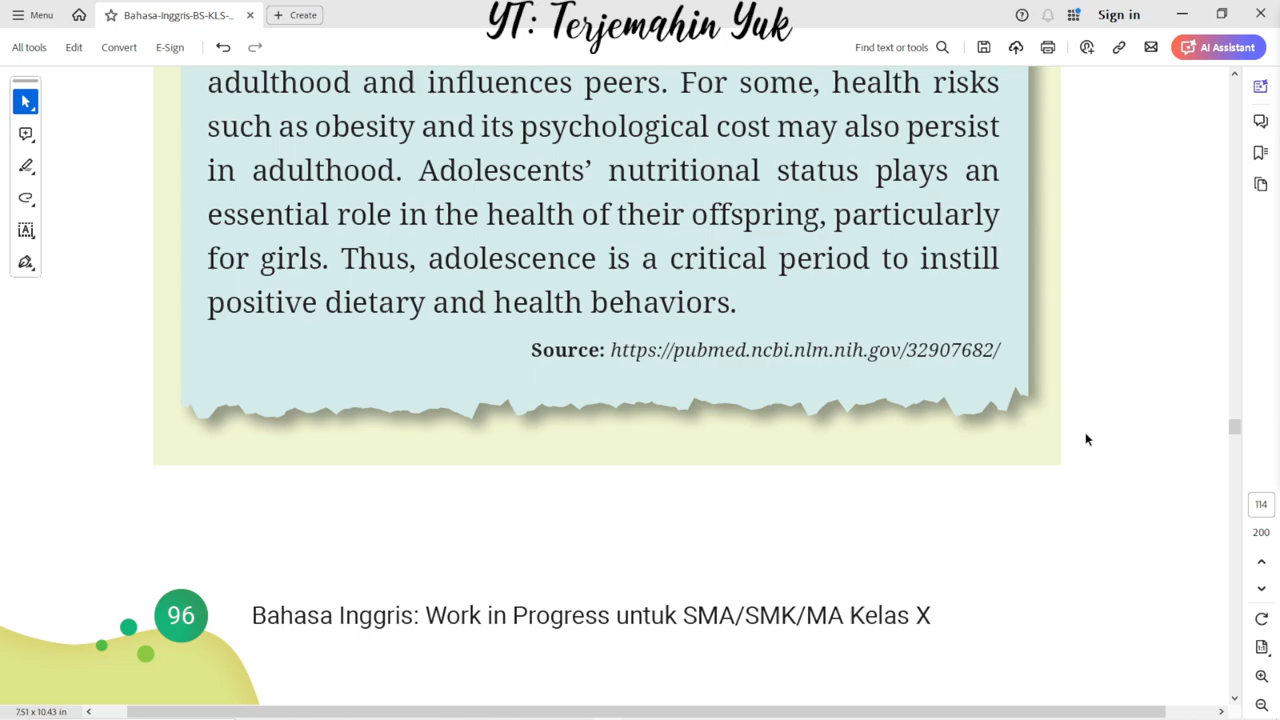 Menu
Bahasa-Inggris-BS-KLS-...
Create
YT: Terjemahin Yuk
Sign in
All tools
Edit
Convert
E-Sign
Find text or tools
AI Assistant
adulthood and influences peers. For some, health risks
such as obesity and its psychological cost may also persist
in adulthood. Adolescents’ nutritional status plays an
essential role in the health of their offspring, particularly
for girls. Thus, adolescence is a critical period to instill
positive dietary and health behaviors.
Source: https://pubmed.ncbi.nlm.nih.gov/32907682/
114
200
96
Bahasa Inggris: Work in Progress untuk SMA/SMK/MA Kelas X
7.51 x 10.43 in